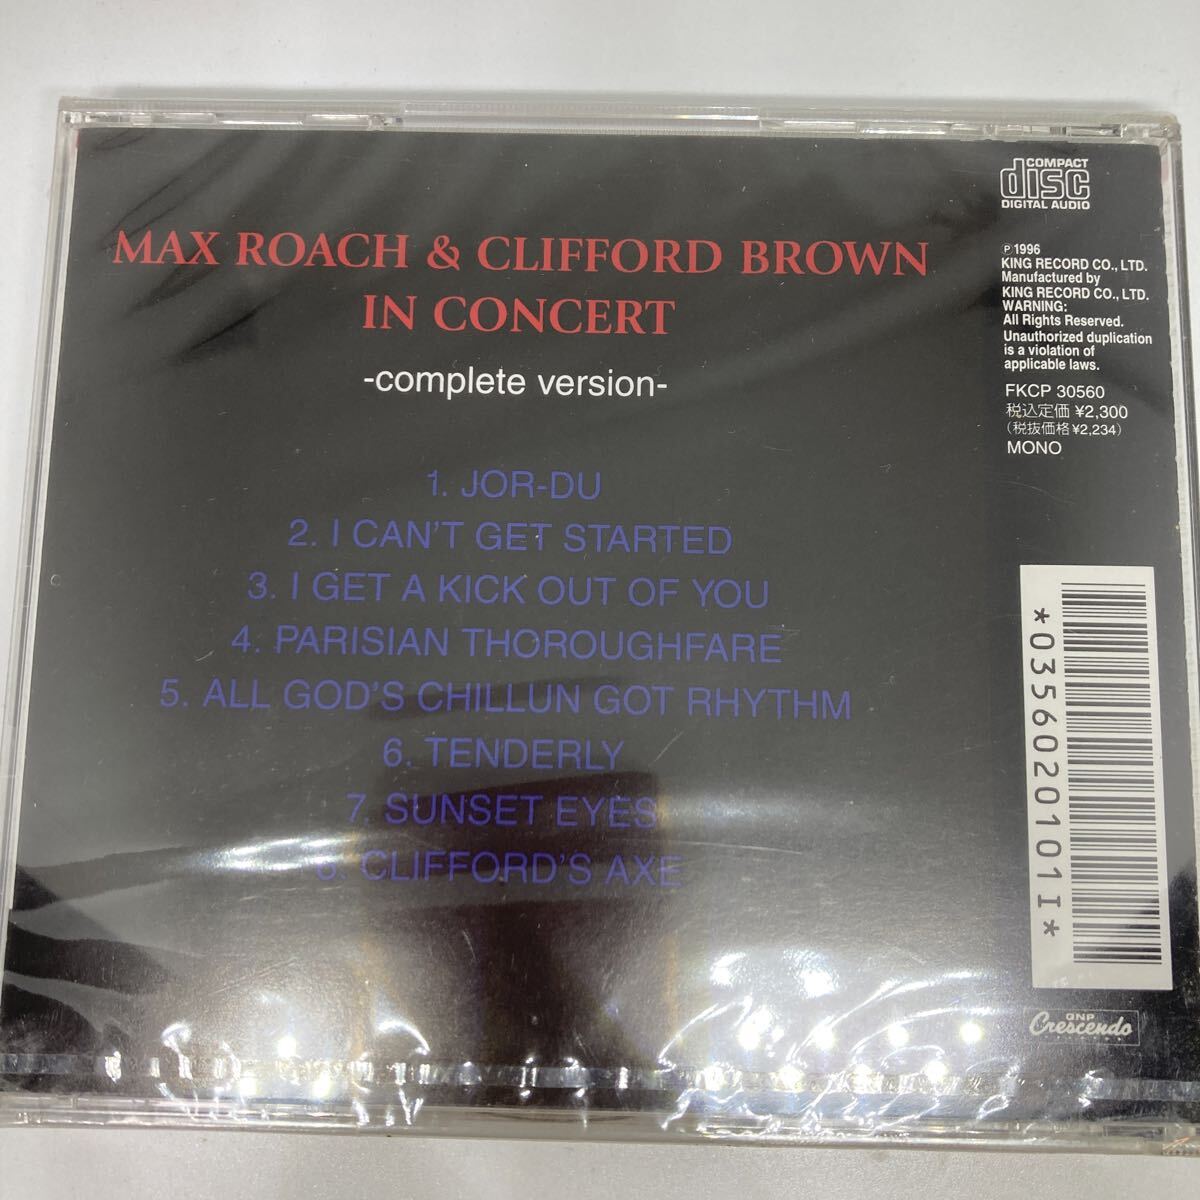 MAX ROACH & CLIFFORD BROWN
IN CONCERT
-complete version-
1. JOR-DU
2. I CAN'T GET STARTED
3. I GET A KICK OUT OF YOU
4. PARISIAN THOROUGHFARE
5. ALL GOD'S CHILLUN GOT RHYTHM
6. TENDERLY
7. SUNSET EYES
8. CLIFFORD'S AXE
COMPACT
disc
DIGITAL AUDIO
℗ 1996
KING RECORD CO., LTD.
Manufactured by
KING RECORD CO., LTD.
WARNING:
All Rights Reserved.
Unauthorized duplication
is a violation of
applicable laws.
FKCP 30560
税込定価 ¥2,300
(税抜価格 ¥2,234)
MONO
*0356020101I*
GNP
Crescendo